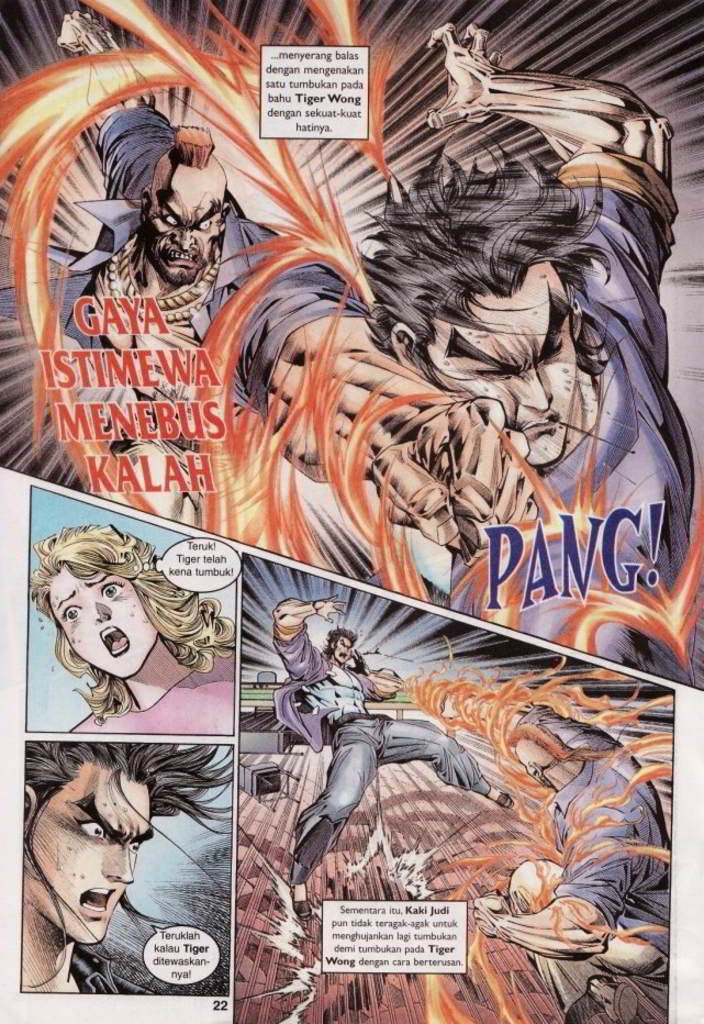 ...menyerang balas
dengan mengenakan
satu tumbukan pada
bahu Tiger Wong
dengan sekuat-kuat
hatinya.
GAYA
ISTIMEWA
MENEBUS
KALAH
PANG!
Teruk!
Tiger telah
kena tumbuk!
Teruklah
kalau Tiger
ditewaskan-
nya!
Sementara itu, Kaki Judi
pun tidak teragak-agak untuk
menghujankan lagi tumbukan
demi tumbukan pada Tiger
Wong dengan cara berterusan.
22